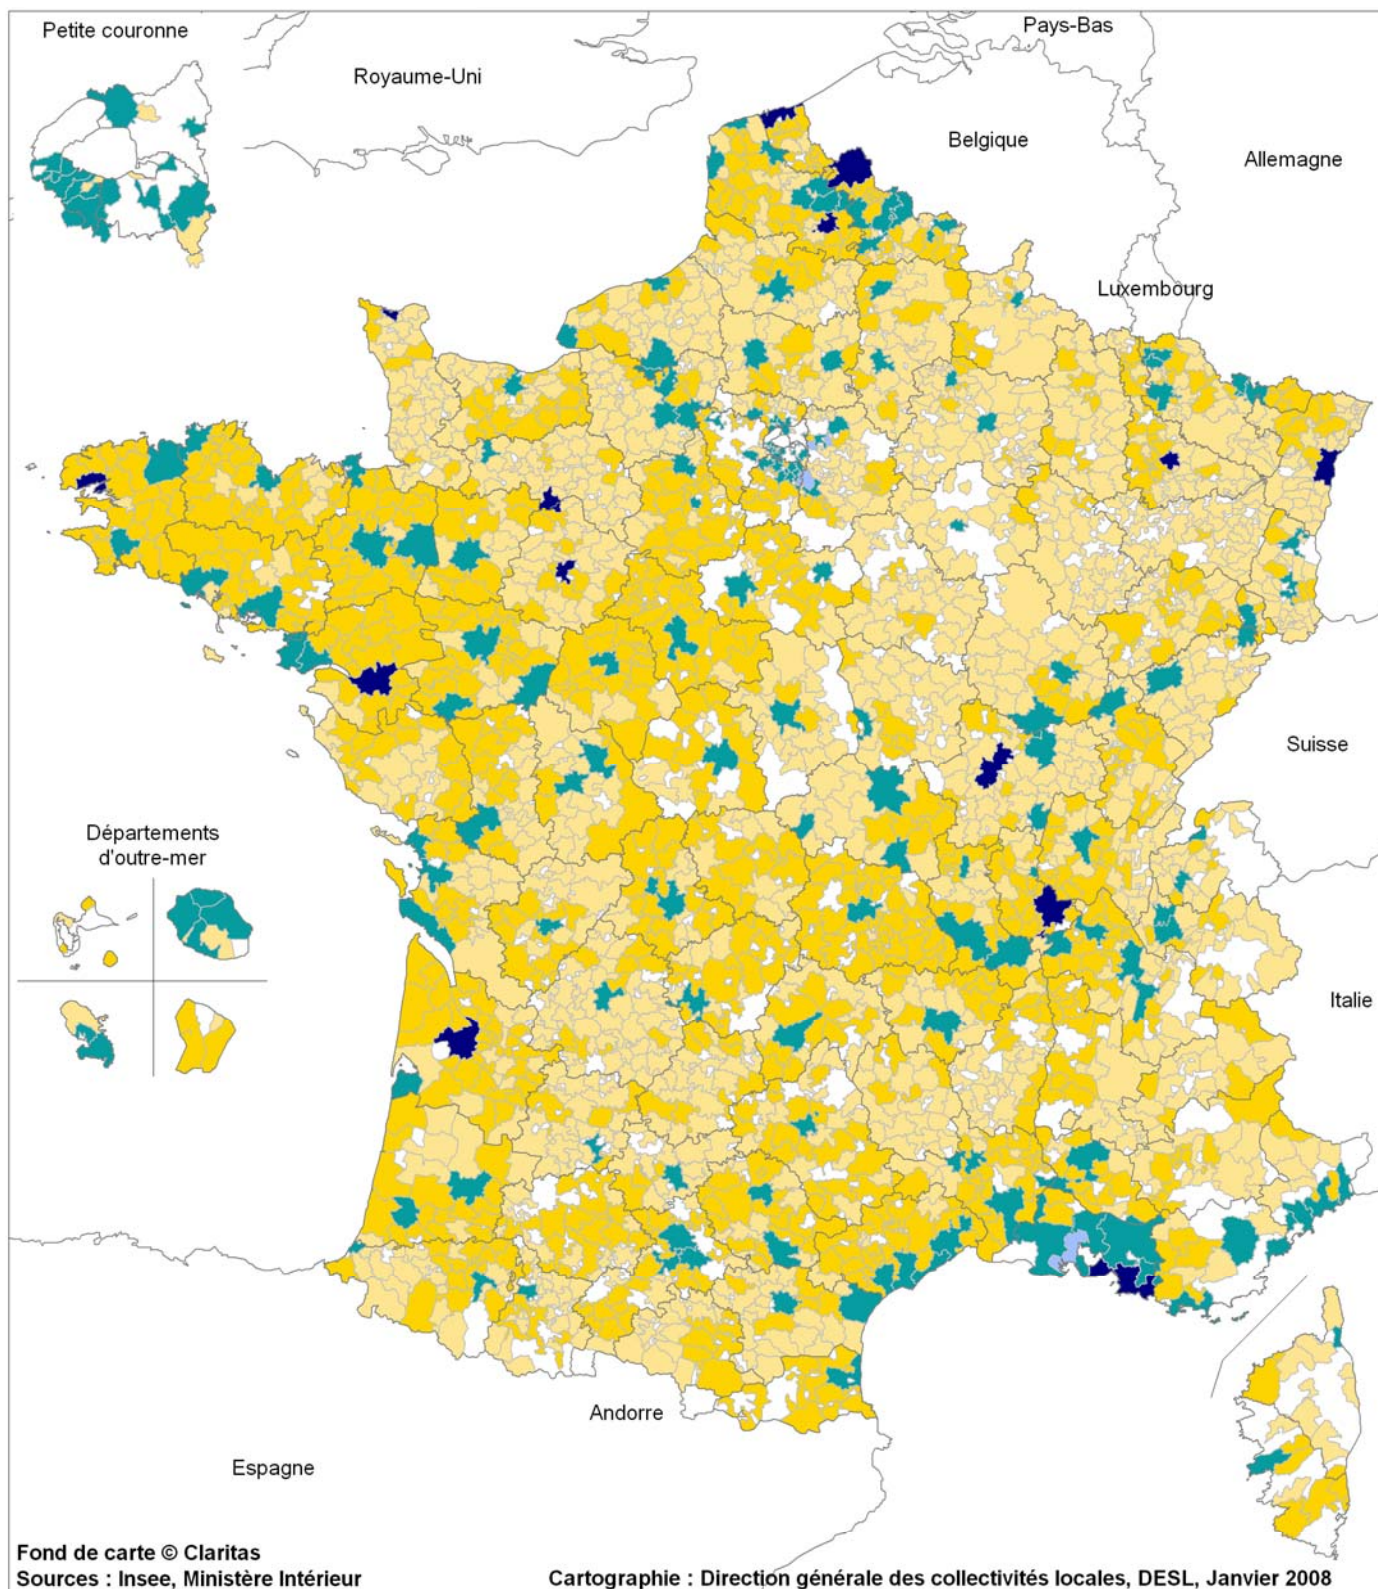 Petite couronne
Pays-Bas
Royaume-Uni
Belgique
Allemagne
Luxembourg
Suisse
Départements
d'outre-mer
Italie
Andorre
Espagne
Fond de carte © Claritas
Sources : Insee, Ministère Intérieur
Cartographie : Direction générale des collectivités locales, DESL, Janvier 2008